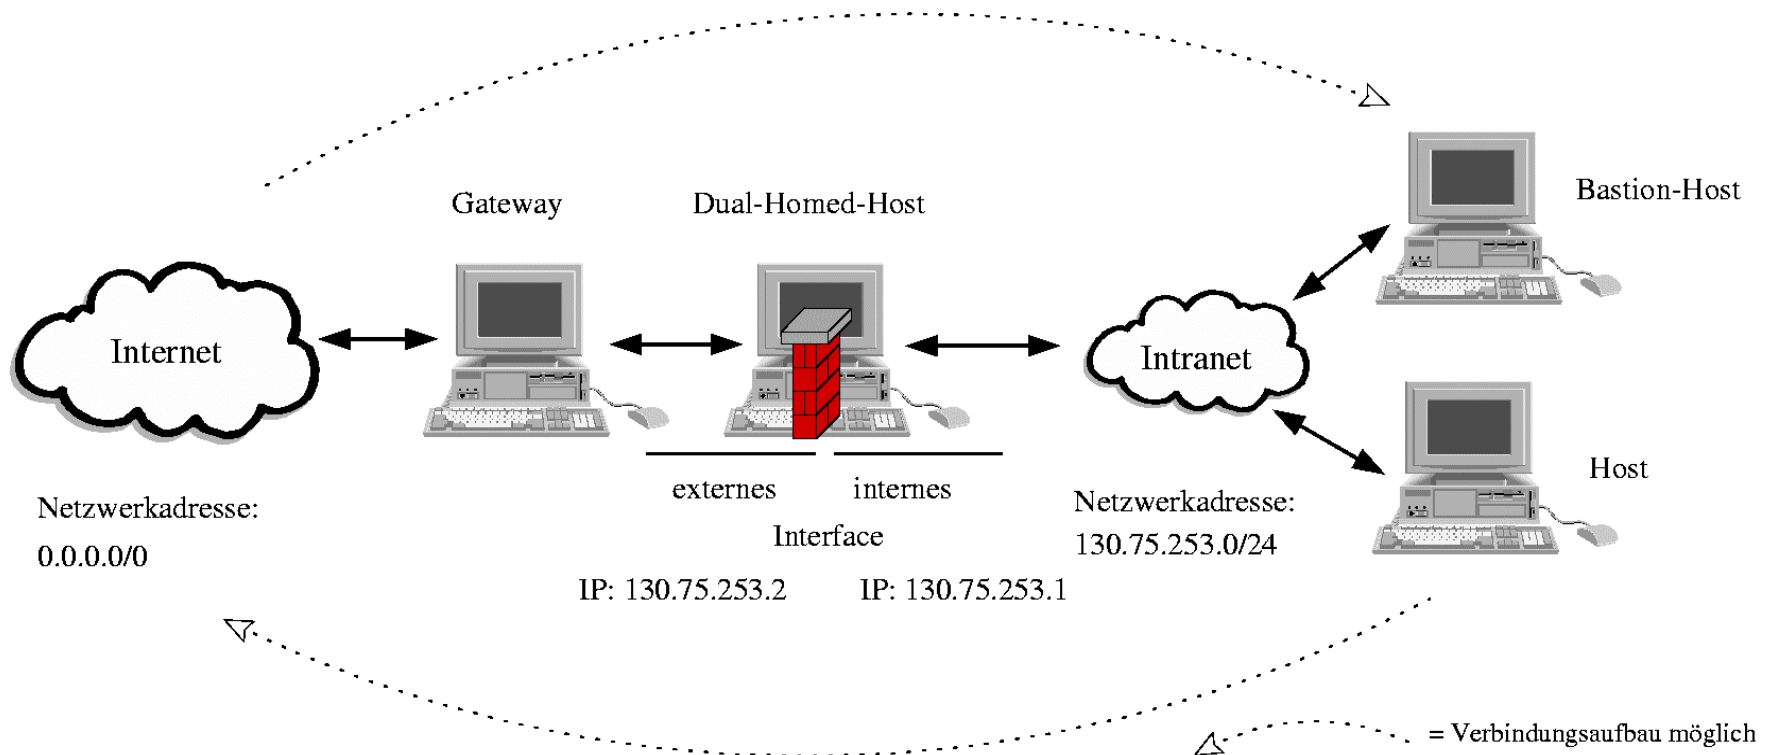 Gateway
Dual-Homed-Host
Bastion-Host
Internet
Intranet
Host
externes
internes
Interface
Netzwerkadresse:
0.0.0.0/0
Netzwerkadresse:
130.75.253.0/24
IP: 130.75.253.2
IP: 130.75.253.1
= Verbindungsaufbau möglich